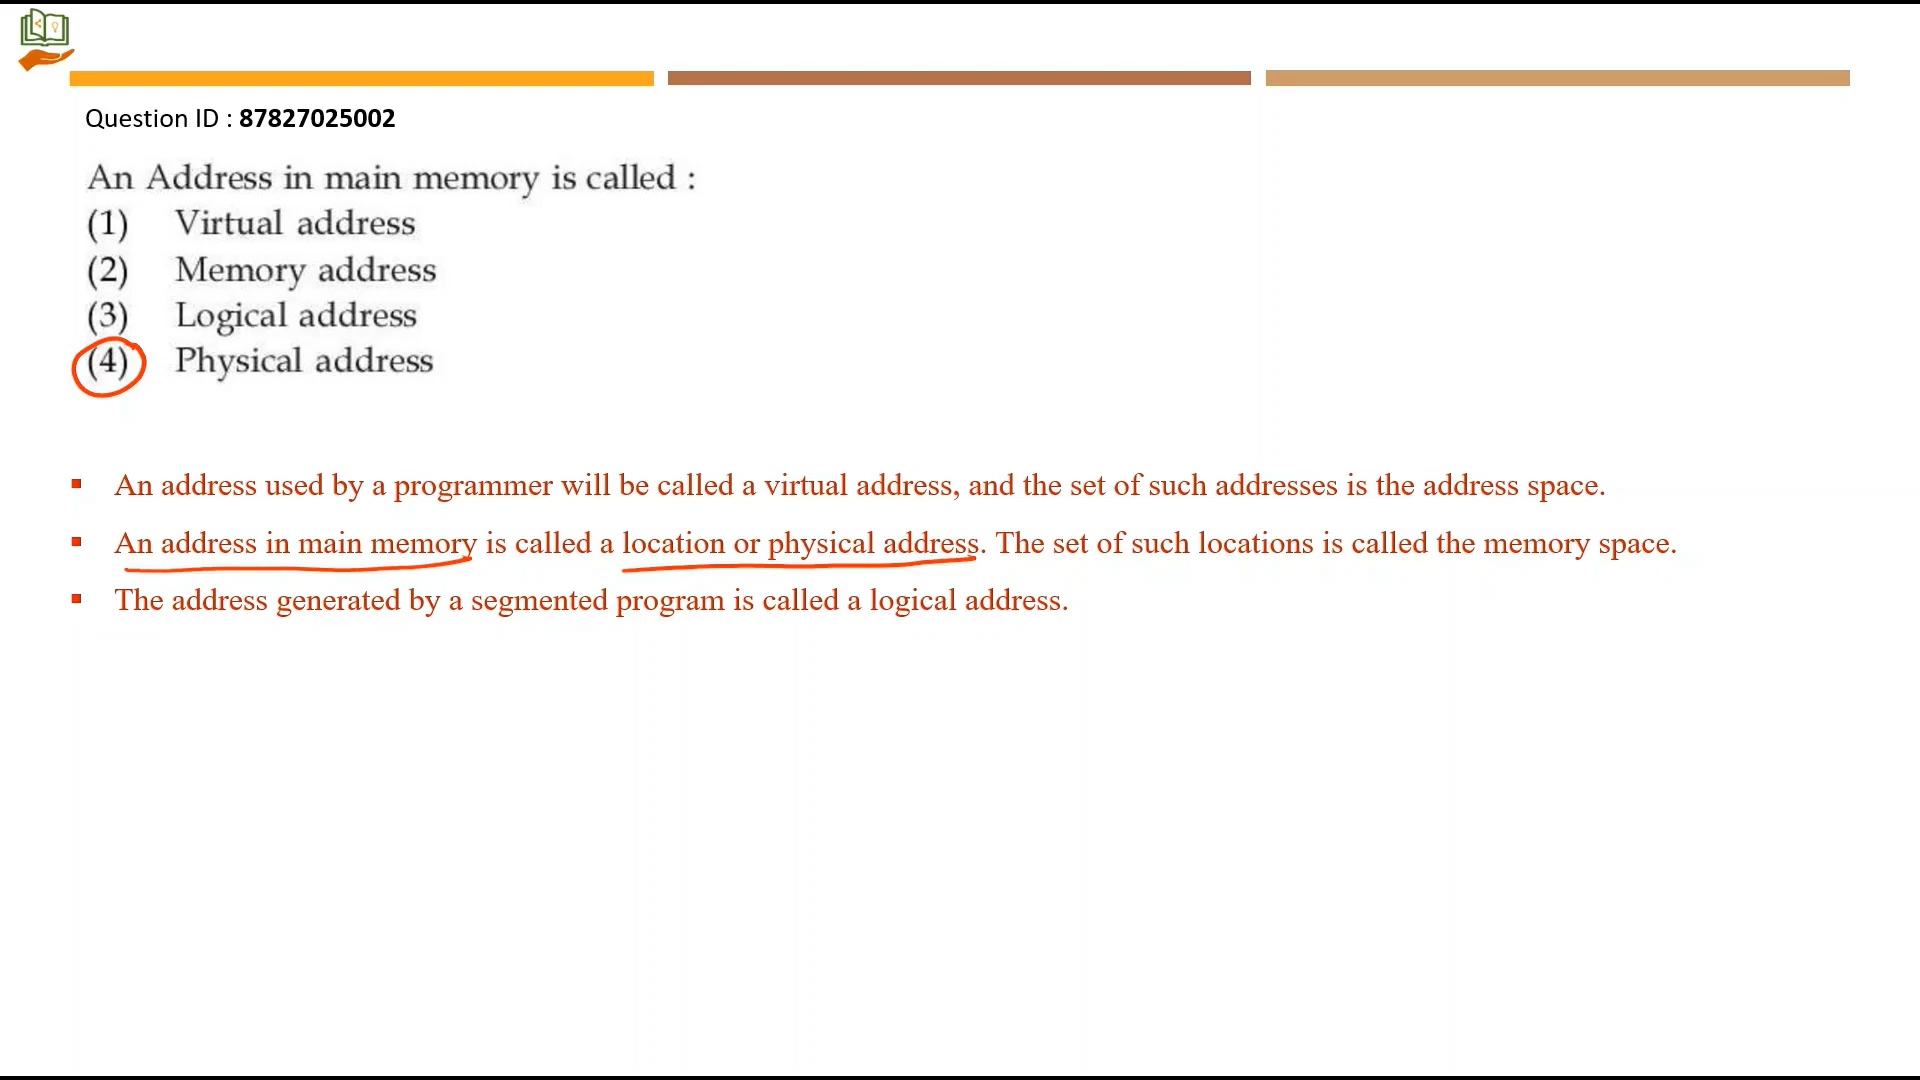 Question ID : 87827025002
An Address in main memory is called :
(1) Virtual address
(2) Memory address
(3) Logical address
(4) Physical address
▪ An address used by a programmer will be called a virtual address, and the set of such addresses is the address space.
▪ An address in main memory is called a location or physical address. The set of such locations is called the memory space.
▪ The address generated by a segmented program is called a logical address.